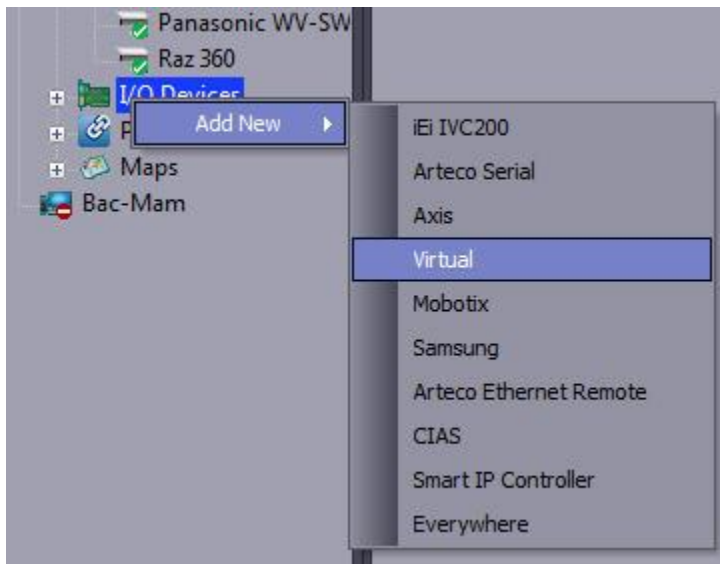 Panasonic WV-SW
Raz 360
I/O Devices
Add New
P
Maps
Bac-Mam
iEi IVC200
Arteco Serial
Axis
Virtual
Mobotix
Samsung
Arteco Ethernet Remote
CIAS
Smart IP Controller
Everywhere